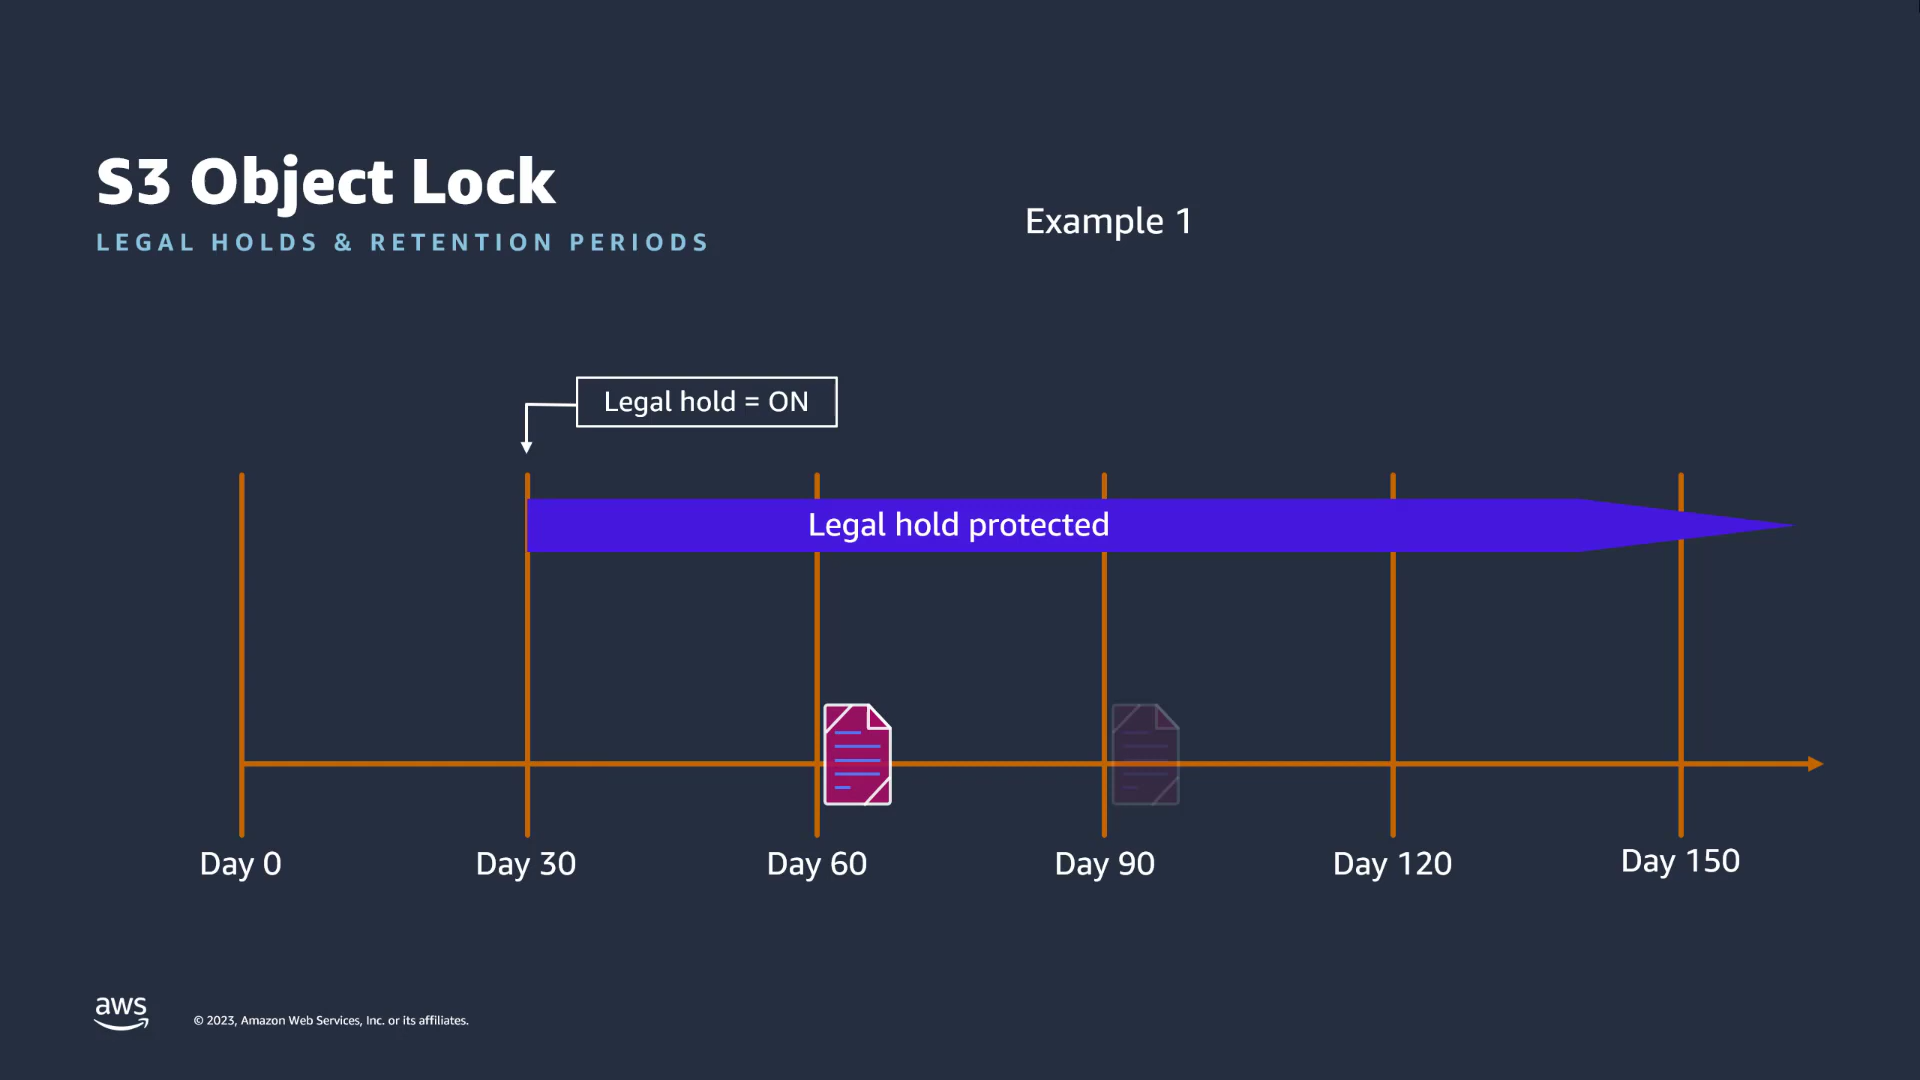 S3 Object Lock
LEGAL HOLDS & RETENTION PERIODS
Example 1
Legal hold = ON
Legal hold protected
Day 0
Day 30
Day 60
Day 90
Day 120
Day 150
aws
© 2023, Amazon Web Services, Inc. or its affiliates.